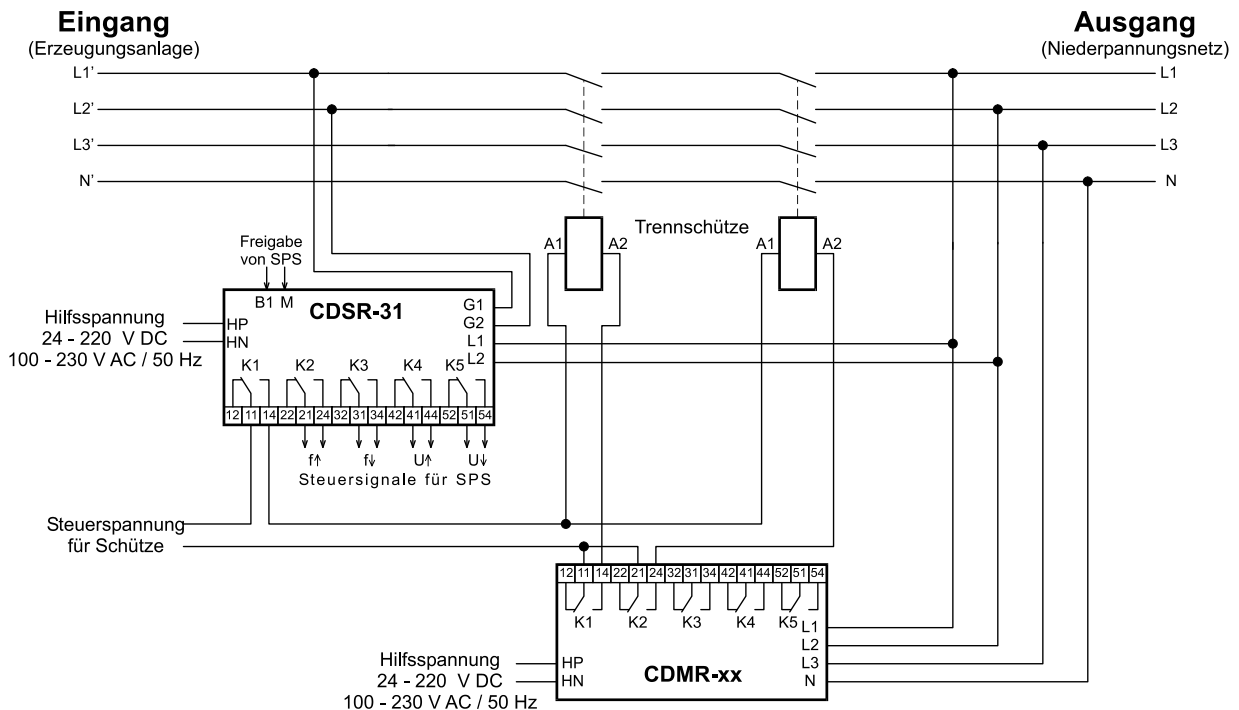 Eingang
(Erzeugungsanlage)
Ausgang
(Niederpannungsnetz)
L1' L1
L2' L2
L3' L3
N' N
Trennschütze
A1 A2 A1 A2
Freigabe
von SPS
B1 M
CDSR-31
G1
G2
L1
L2
Hilfsspannung
24 - 220 V DC
100 - 230 V AC / 50 Hz
HP
HN
K1 K2 K3 K4 K5
12 11 14 22 21 24 32 31 34 42 41 44 52 51 54
f↑ f↓ U↑ U↓
Steuersignale für SPS
Steuerspannung
für Schütze
12 11 14 22 21 24 32 31 34 42 41 44 52 51 54
K1 K2 K3 K4 K5
L1
L2
L3
N
Hilfsspannung
24 - 220 V DC
100 - 230 V AC / 50 Hz
HP
HN
CDMR-xx